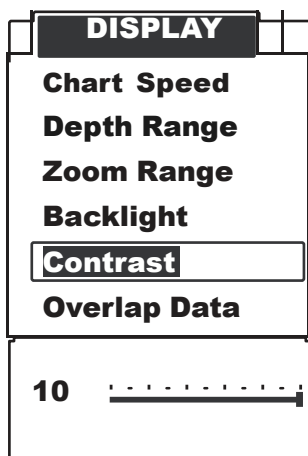 DISPLAY
Chart Speed
Depth Range
Zoom Range
Backlight
Contrast
Overlap Data
10